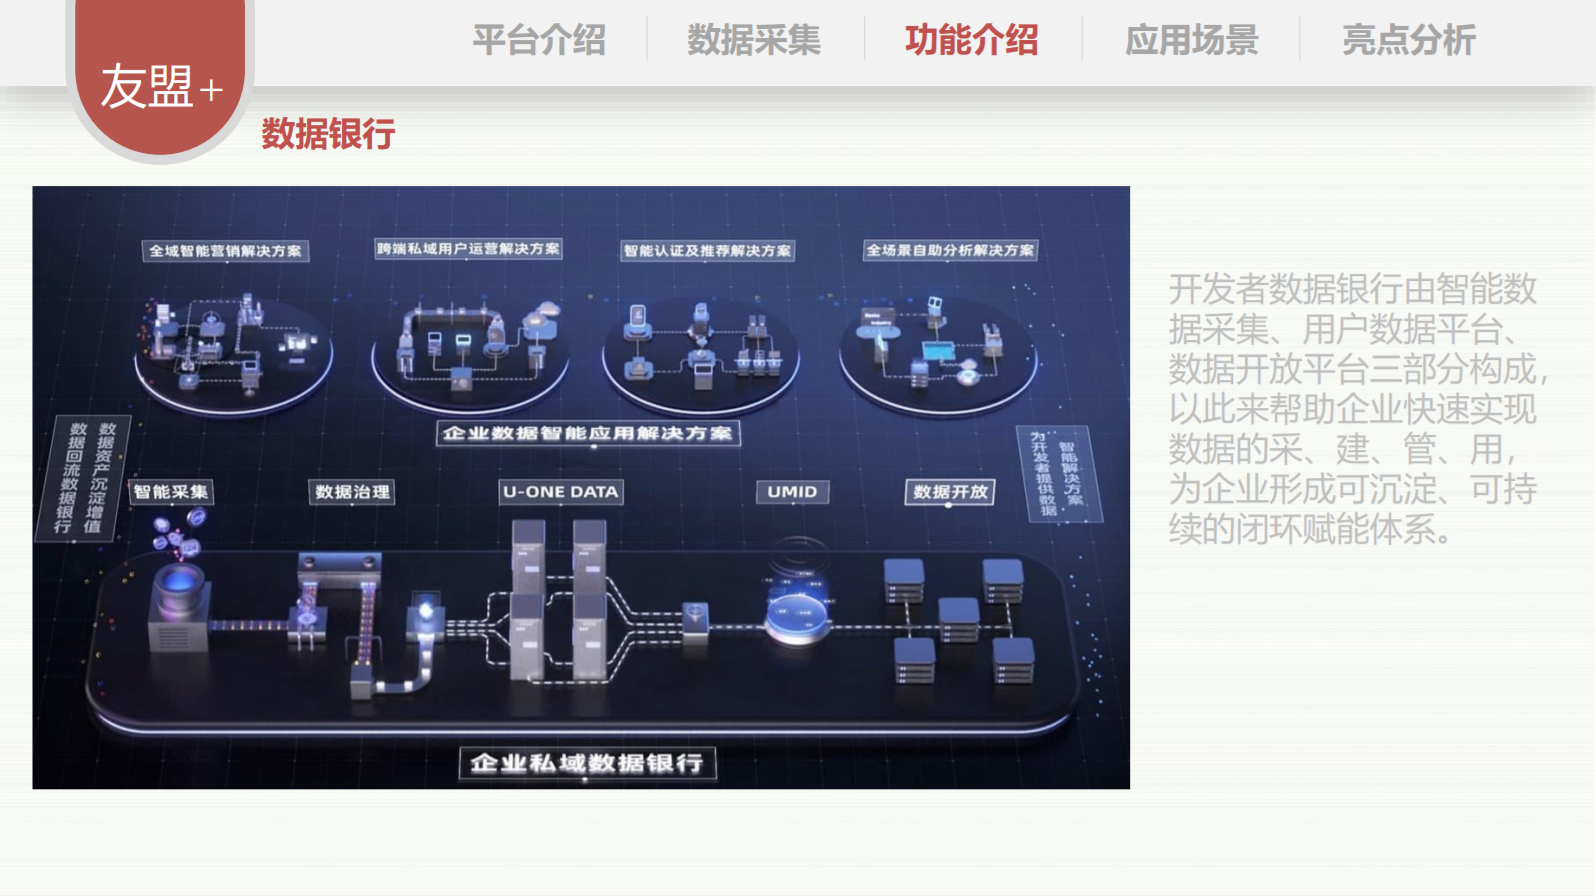 平台介绍
数据采集
功能介绍
应用场景
亮点分析
友盟+
数据银行
全域智能营销解决方案
跨端私域用户运营解决方案
智能认证及推荐解决方案
全场景自助分析解决方案
企业数据智能应用解决方案
数据资产沉淀增值
数据回流数据银行
为开发者提供数据
智能解决方案
智能采集
数据治理
U-ONE DATA
UMID
数据开放
企业私域数据银行
开发者数据银行由智能数
据采集、用户数据平台、
数据开放平台三部分构成，
以此来帮助企业快速实现
数据的采、建、管、用，
为企业形成可沉淀、可持
续的闭环赋能体系。